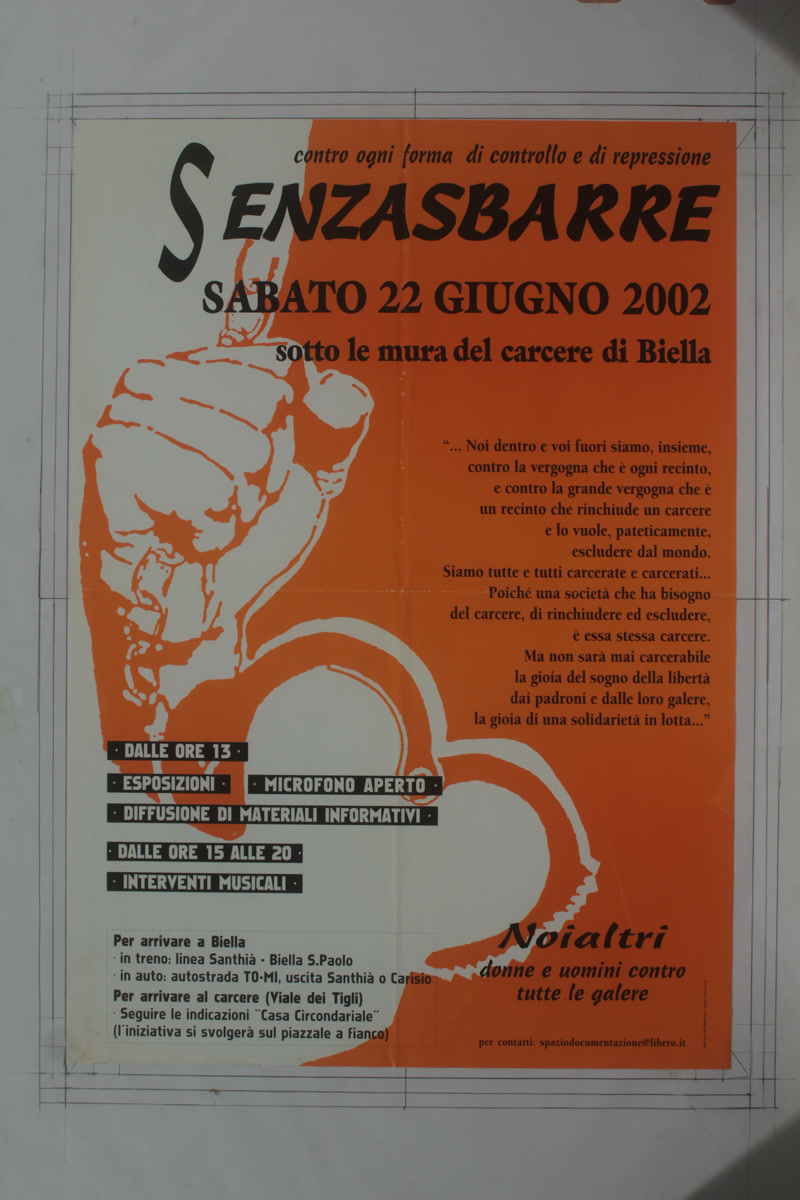 contro ogni forma di controllo e di repressione
SENZASBARRE
SABATO 22 GIUGNO 2002
sotto le mura del carcere di Biella
"... Noi dentro e voi fuori siamo, insieme,
contro la vergogna che è ogni recinto,
e contro la grande vergogna che è
un recinto che rinchiude un carcere
e lo vuole, pateticamente,
escludere dal mondo.
Siamo tutte e tutti carcerate e carcerati...
Poiché una società che ha bisogno
del carcere, di rinchiudere ed escludere,
è essa stessa carcere.
Ma non sarà mai carcerabile
la gioia del sogno della libertà
dai padroni e dalle loro galere,
la gioia di una solidarietà in lotta..."
· DALLE ORE 13 ·
· ESPOSIZIONI · · MICROFONO APERTO ·
· DIFFUSIONE DI MATERIALI INFORMATIVI ·
· DALLE ORE 15 ALLE 20 ·
· INTERVENTI MUSICALI ·
Per arrivare a Biella
· in treno: linea Santhià - Biella S.Paolo
· in auto: autostrada TO-MI, uscita Santhià o Carisio
Per arrivare al carcere (Viale dei Tigli)
· Seguire le indicazioni "Casa Circondariale"
(l'iniziativa si svolgerà sul piazzale a fianco)
Noialtri
donne e uomini contro
tutte le galere
per contatti: spaziodocumentazione@libero.it